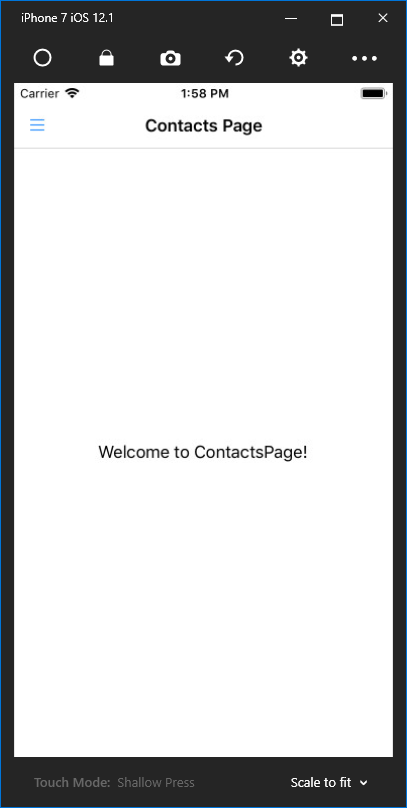 iPhone 7 iOS 12.1
Carrier 1:58 PM
Contacts Page
Welcome to ContactsPage!
Touch Mode: Shallow Press Scale to fit